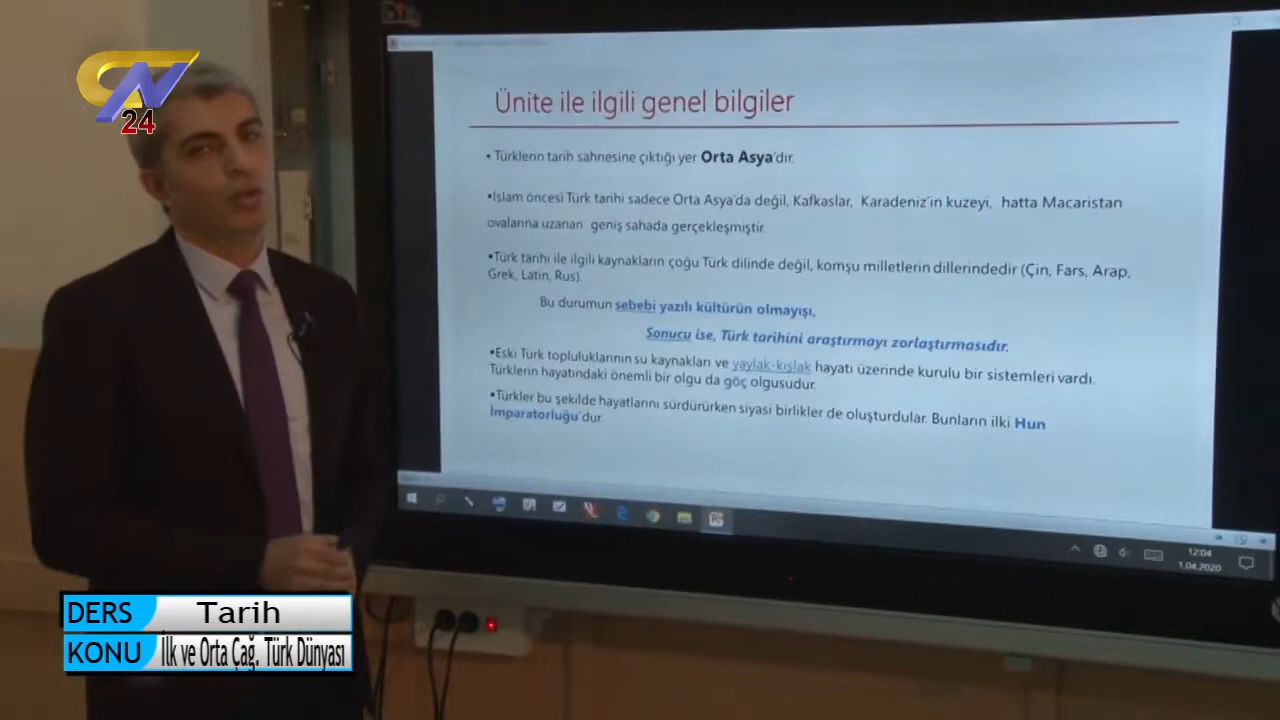 GN
24
Ünite ile ilgili genel bilgiler
• Türklerin tarih sahnesine çıktığı yer Orta Asya'dır.
•İslam öncesi Türk tarihi sadece Orta Asya'da değil, Kafkaslar, Karadeniz'in kuzeyi, hatta Macaristan
ovalarına uzanan geniş sahada gerçekleşmiştir.
•Türk tarihi ile ilgili kaynakların çoğu Türk dilinde değil, komşu milletlerin dillerindedir (Çin, Fars, Arap,
Grek, Latin, Rus).
Bu durumun sebebi yazılı kültürün olmayışı,
Sonucu ise, Türk tarihini araştırmayı zorlaştırmasıdır.
•Eski Türk topluluklarının su kaynakları ve yaylak-kışlak hayatı üzerinde kurulu bir sistemleri vardı.
Türklerin hayatındaki önemli bir olgu da göç olgusudur.
•Türkler bu şekilde hayatlarını sürdürürken siyasi birlikler de oluşturdular. Bunların ilki Hun
İmparatorluğu'dur.
12:04
1.04.2020
DERS Tarih
KONU İlk ve Orta Çağ. Türk Dünyası